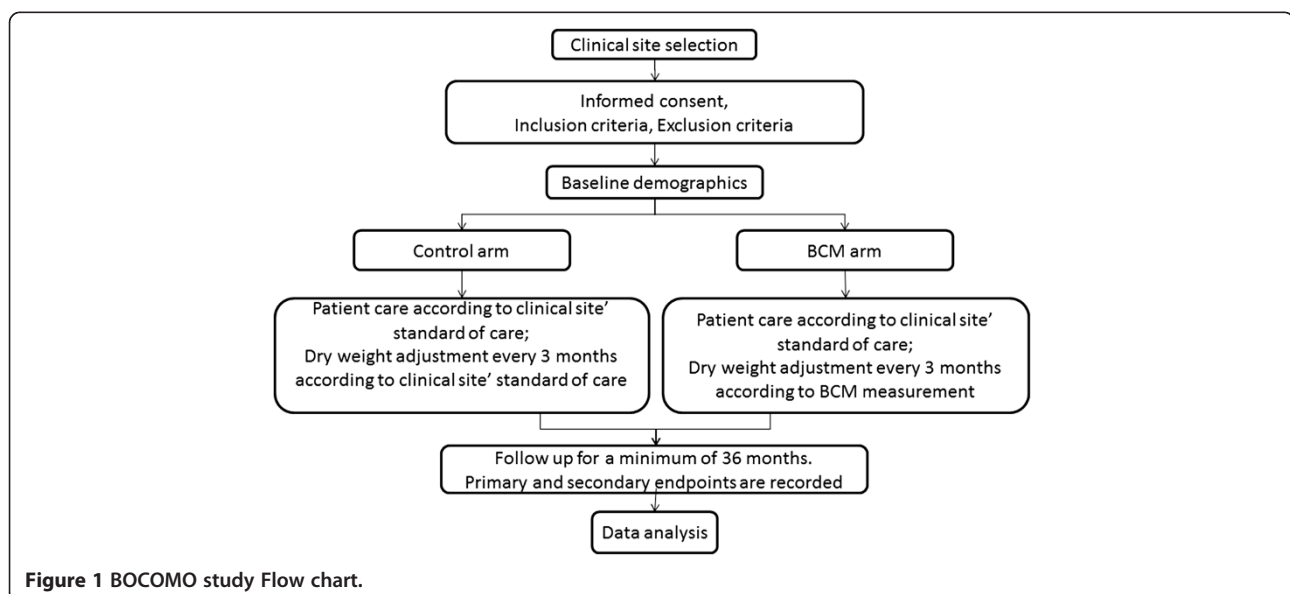 Clinical site selection
Informed consent,
Inclusion criteria, Exclusion criteria
Baseline demographics
Control arm
BCM arm
Patient care according to clinical site'
standard of care;
Dry weight adjustment every 3 months
according to clinical site' standard of care
Patient care according to clinical site'
standard of care;
Dry weight adjustment every 3 months
according to BCM measurement
Follow up for a minimum of 36 months.
Primary and secondary endpoints are recorded
Data analysis
Figure 1 BOCOMO study Flow chart.